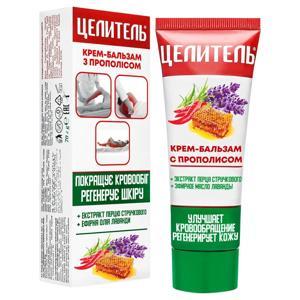 ЦЕЛИТЕЛЬ
КРЕМ-БАЛЬЗАМ
З ПРОПОЛІСОМ
ПОКРАЩУЄ КРОВООБІГ
РЕГЕНЕРУЄ ШКІРУ
+ ЕКСТРАКТ ПЕРЦЮ СТРУЧКОВОГО
+ ЕФІРНА ОЛІЯ ЛАВАНДИ
ЦЕЛИТЕЛЬ
КРЕМ-БАЛЬЗАМ
С ПРОПОЛИСОМ
+ЭКСТРАКТ ПЕРЦА СТРУЧКОВОГО
+ЭФИРНОЕ МАСЛО ЛАВАНДЫ
УЛУЧШАЕТ
КРОВООБРАЩЕНИЕ
РЕГЕНЕРИРУЕТ КОЖУ